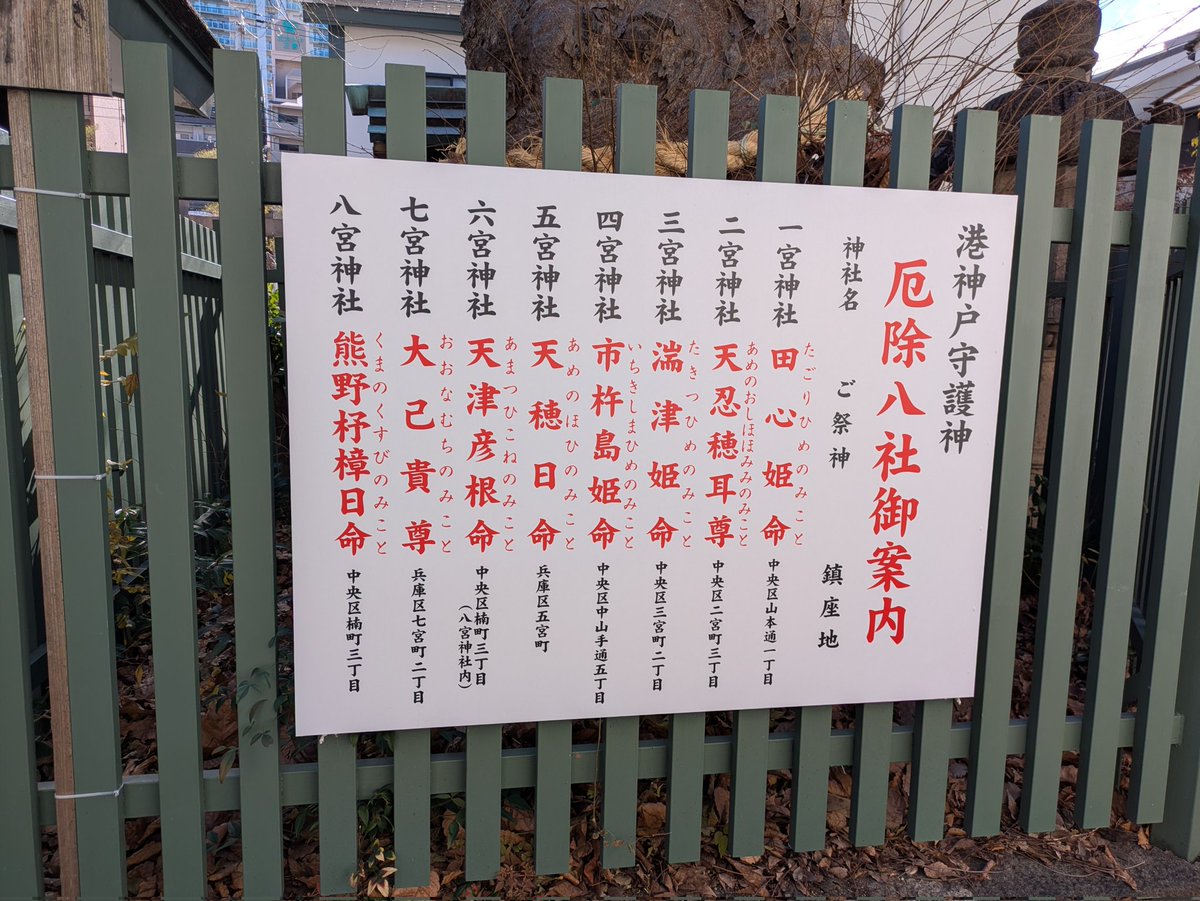 港神戸守護神
厄除八社御案内
神社名 ご祭神 鎮座地
一宮神社 田心姫命 たごりひめのみこと 中央区山本通一丁目
二宮神社 天忍穂耳尊 あめのおしほほみみのみこと 中央区二宮町三丁目
三宮神社 湍津姫命 たきつひめのみこと 中央区三宮町二丁目
四宮神社 市杵島姫命 いちきしまひめのみこと 中央区中山手通五丁目
五宮神社 天穂日命 あめのほひのみこと 兵庫区五宮町
六宮神社 天津彦根命 あまつひこねのみこと 中央区楠町三丁目
(八宮神社内)
七宮神社 大己貴尊 おおなむちのみこと 兵庫区七宮町二丁目
八宮神社 熊野杼樟日命 くまのくすびのみこと 中央区楠町三丁目